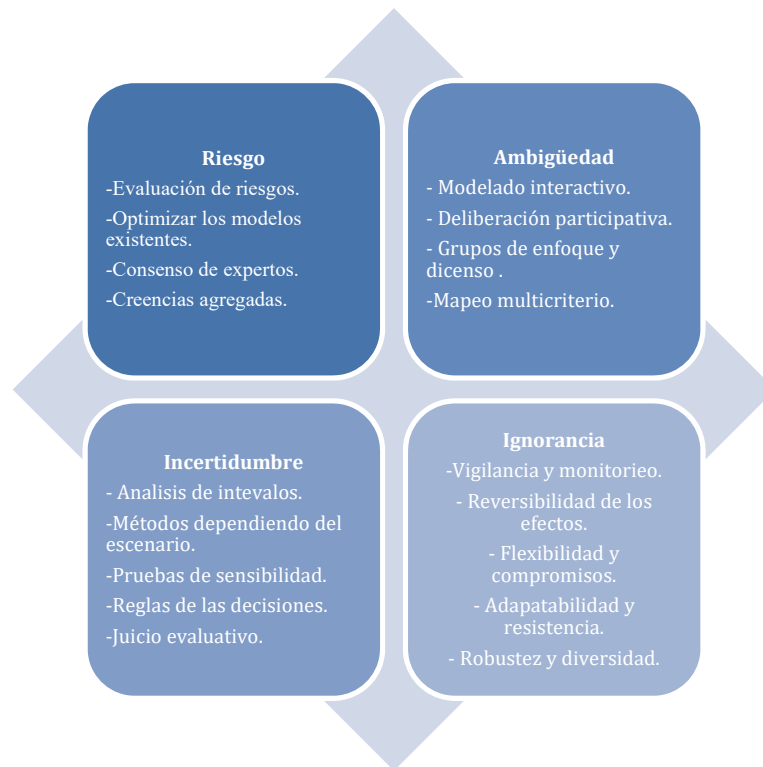 Riesgo
-Evaluación de riesgos.
-Optimizar los modelos
existentes.
-Consenso de expertos.
-Creencias agregadas.
Ambigüedad
- Modelado interactivo.
- Deliberación participativa.
- Grupos de enfoque y
dicenso .
-Mapeo multicriterio.
Incertidumbre
- Analisis de intevalos.
-Métodos dependiendo del
escenario.
-Pruebas de sensibilidad.
-Reglas de las decisiones.
-Juicio evaluativo.
Ignorancia
-Vigilancia y monitorieo.
- Reversibilidad de los
efectos.
- Flexibilidad y
compromisos.
- Adapatabilidad y
resistencia.
- Robustez y diversidad.